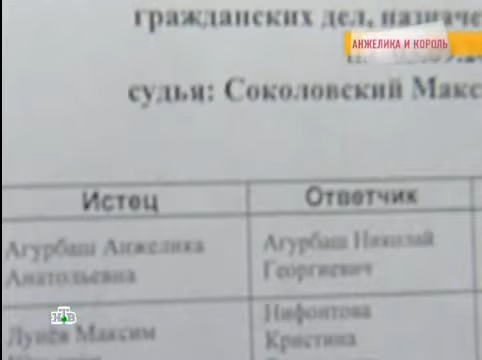 гражданских дел, назначе
АНЖЕЛИКА И КОРОЛЬ
судья: Соколовский Макс
Истец Ответчик
Агурбаш Анжелика Агурбаш Николай
Анатольевна Георгиевич
Лунёв Максим Нифонтова
Кристина
НТВ